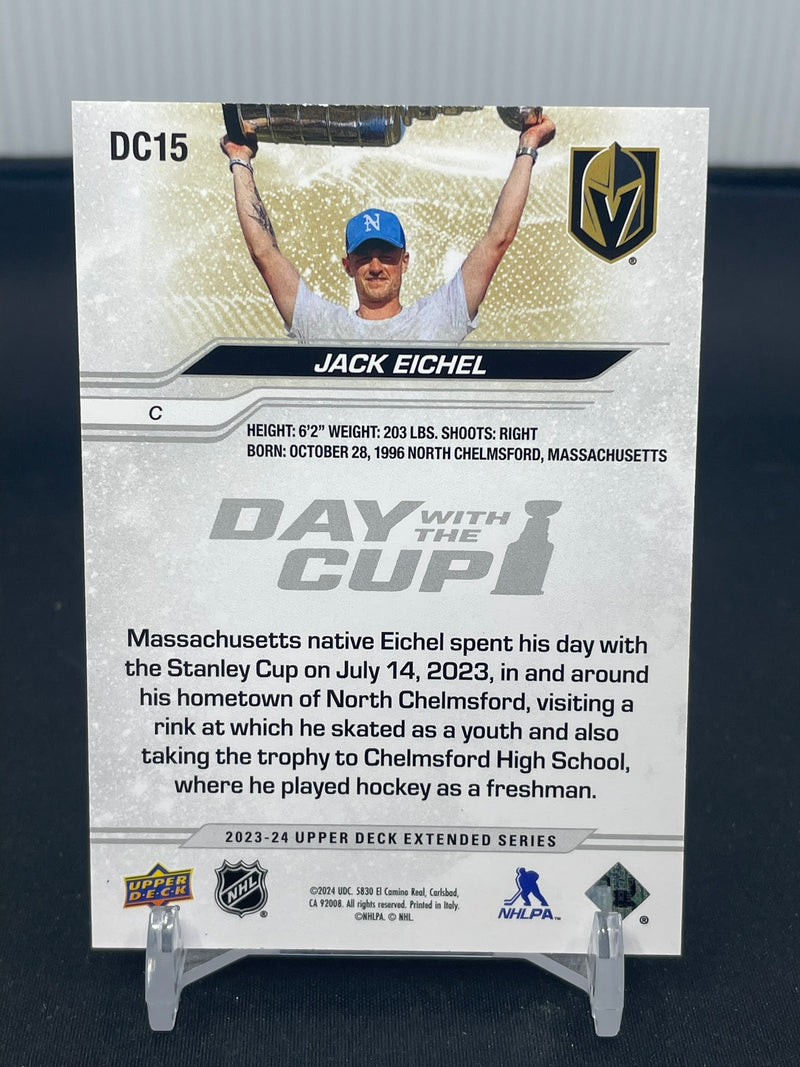 DC15
N
V
®
JACK EICHEL
C
HEIGHT: 6'2" WEIGHT: 203 LBS. SHOOTS: RIGHT
BORN: OCTOBER 28, 1996 NORTH CHELMSFORD, MASSACHUSETTS
DAY WITH THE CUP
Massachusetts native Eichel spent his day with
the Stanley Cup on July 14, 2023, in and around
his hometown of North Chelmsford, visiting a
rink at which he skated as a youth and also
taking the trophy to Chelmsford High School,
where he played hockey as a freshman.
2023-24 UPPER DECK EXTENDED SERIES
UPPER D·E·C·K
NHL ®
©2024 UDC. 5830 El Camino Real, Carlsbad,
CA 92008. All rights reserved. Printed in Italy.
©NHLPA. © NHL.
NHLPA™
®